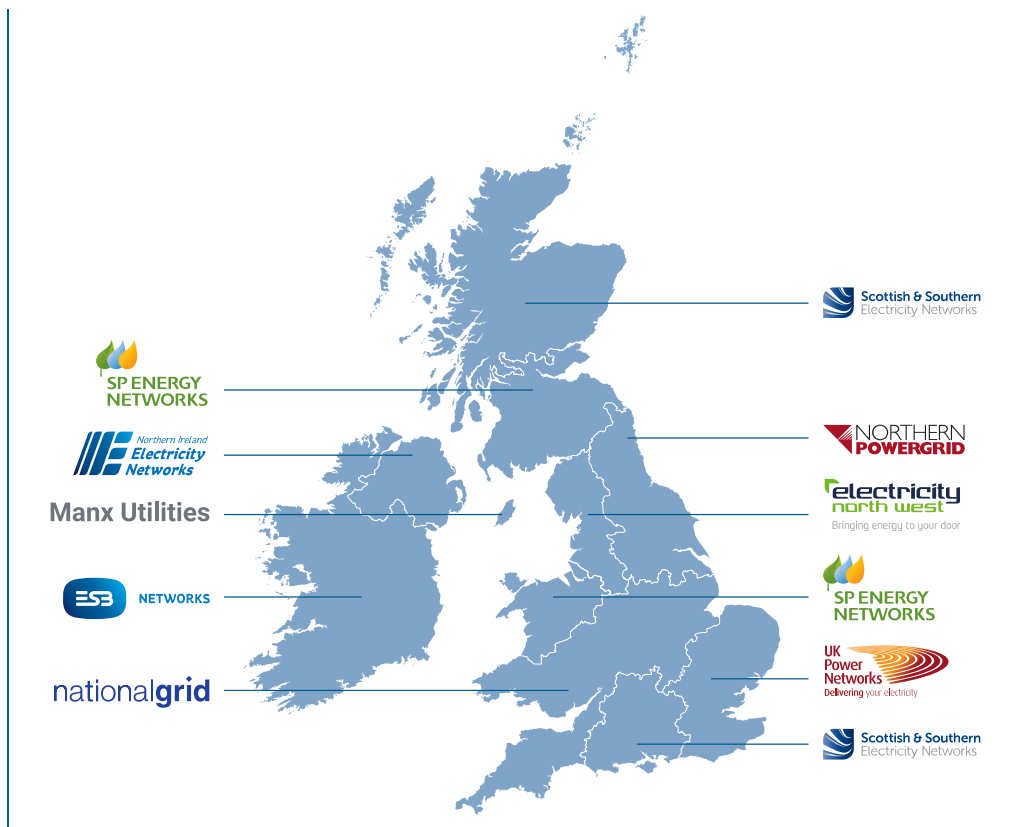 SP ENERGY
NETWORKS
Northern Ireland
Electricity
Networks
Manx Utilities
ESB NETWORKS
nationalgrid
Scottish & Southern
Electricity Networks
NORTHERN
POWERGRID
electricity
north west
Bringing energy to your door
SP ENERGY
NETWORKS
UK
Power
Networks
Delivering your electricity
Scottish & Southern
Electricity Networks